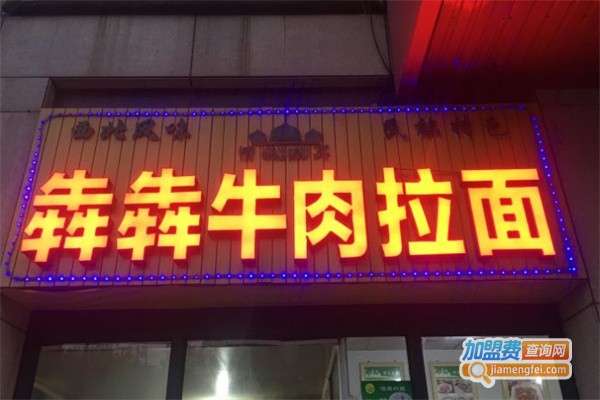 西北风味 民族特色
犇犇牛肉拉面
加盟费查询网
jiamengfei.com